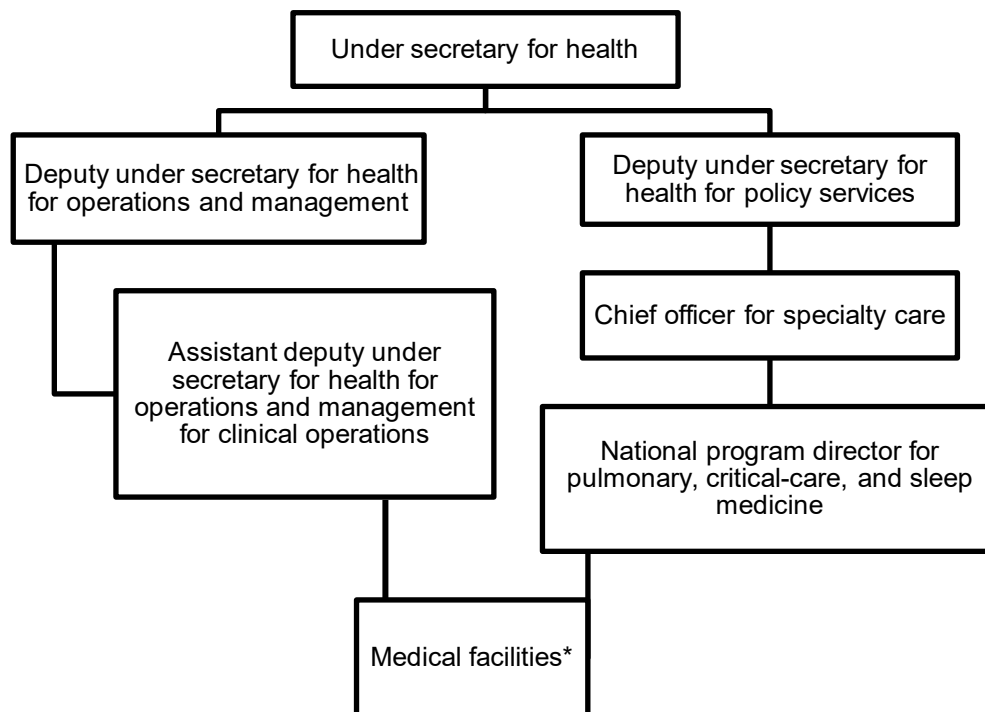 Under secretary for health
Deputy under secretary for health
for operations and management
Deputy under secretary for
health for policy services
Assistant deputy under
secretary for health for
operations and management
for clinical operations
Chief officer for specialty care
National program director for
pulmonary, critical-care, and sleep
medicine
Medical facilities*